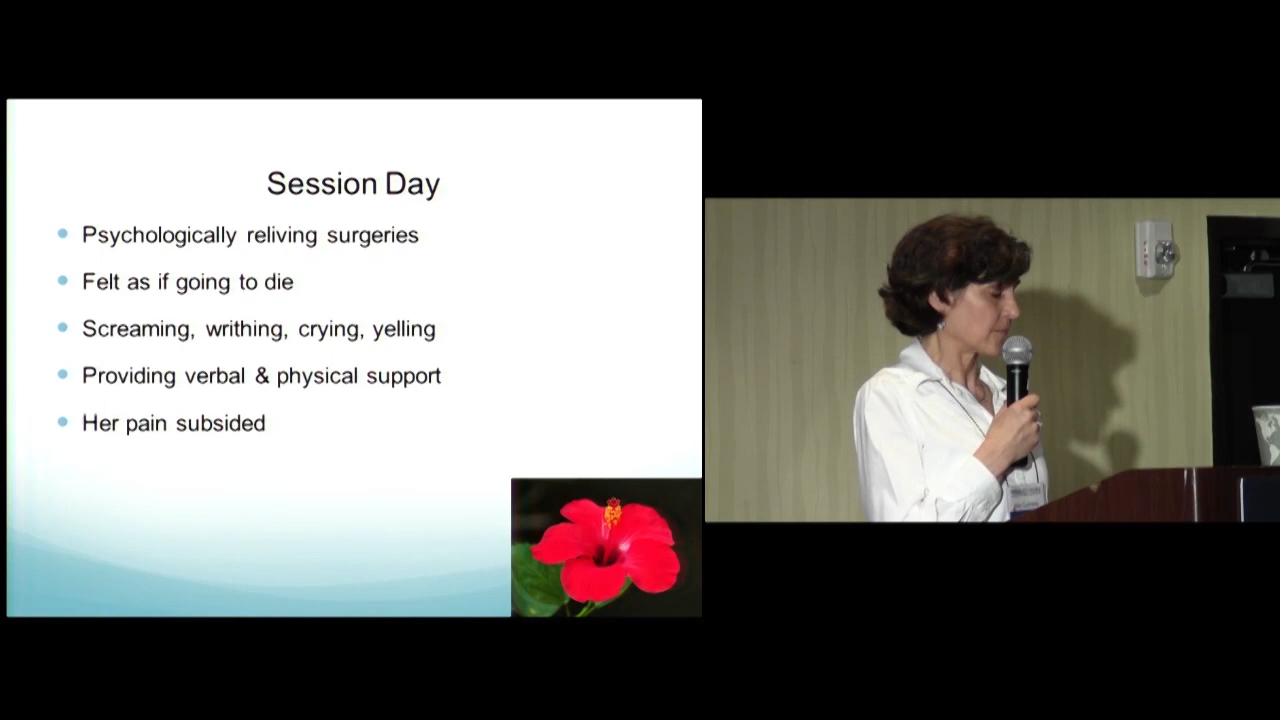 Session Day
Psychologically reliving surgeries
Felt as if going to die
Screaming, writhing, crying, yelling
Providing verbal & physical support
Her pain subsided